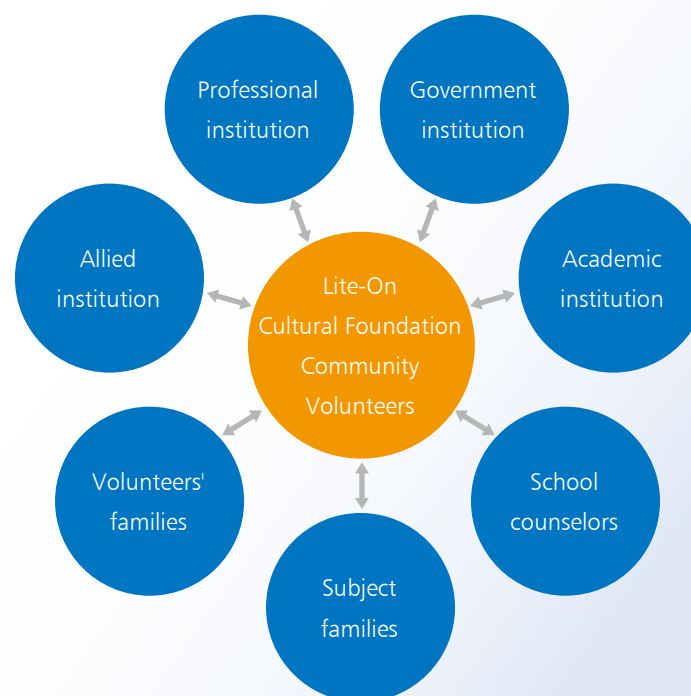 Professional
institution
Government
institution
Allied
institution
Academic
institution
Lite-On
Cultural Foundation
Community
Volunteers
Volunteers'
families
School
counselors
Subject
families